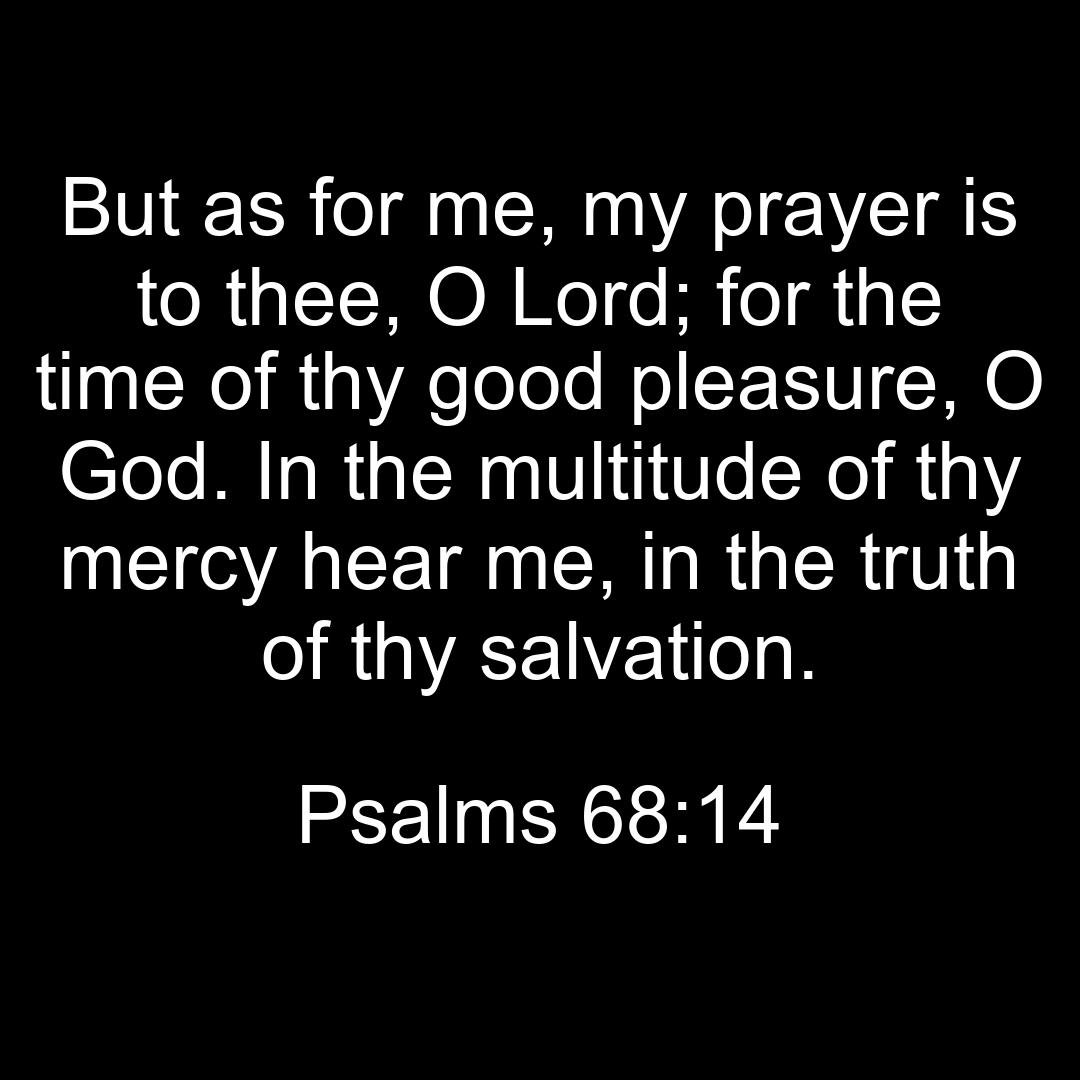 But as for me, my prayer is
to thee, O Lord; for the
time of thy good pleasure, O
God. In the multitude of thy
mercy hear me, in the truth
of thy salvation.
Psalms 68:14